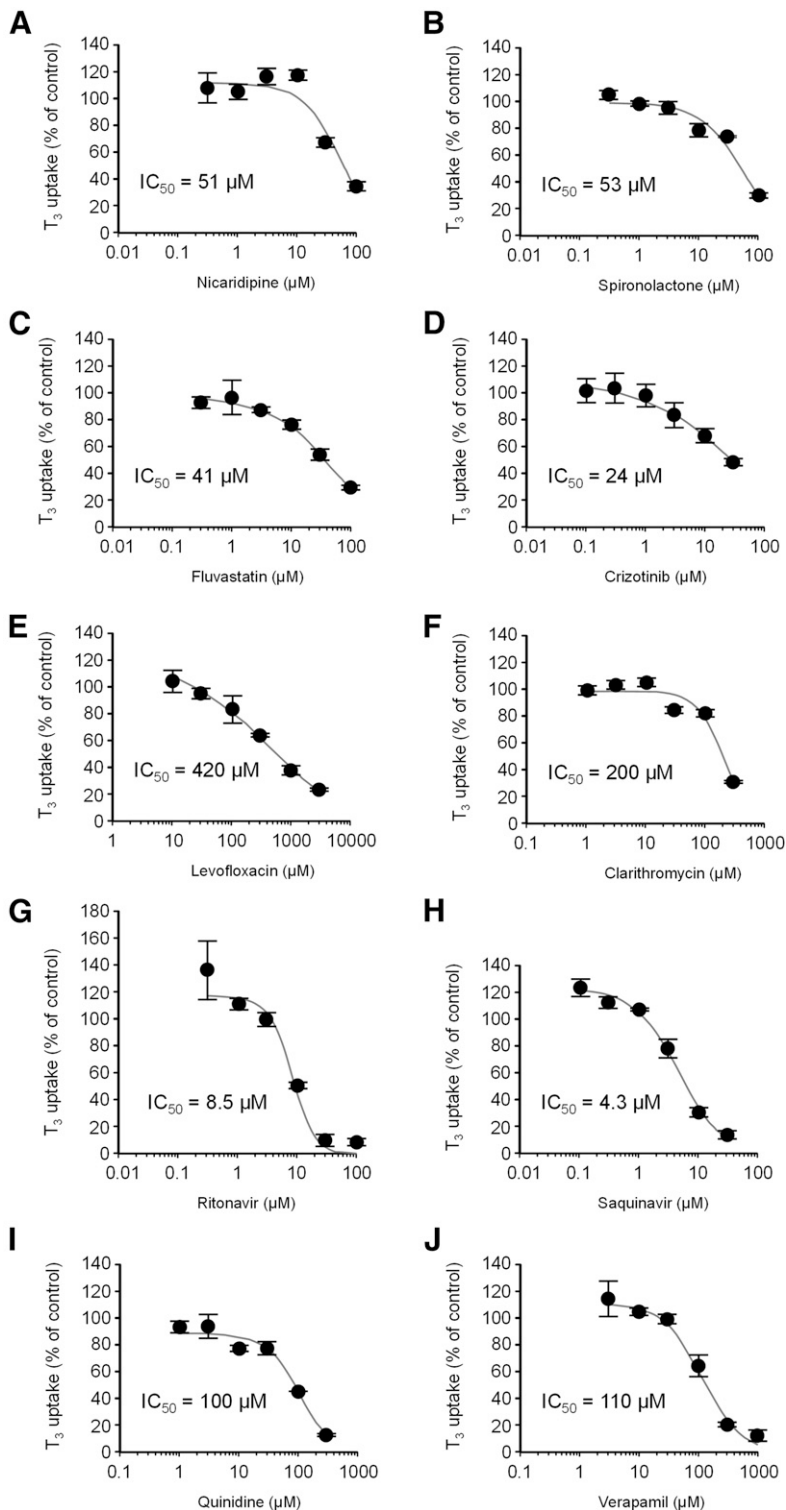 A
T3 uptake (% of control)
140
120
100
80
60
40
20
0
IC50 = 51 µM
0.01 0.1 1 10 100
Nicaridipine (µM)
B
T3 uptake (% of control)
140
120
100
80
60
40
20
0
IC50 = 53 µM
0.01 0.1 1 10 100
Spironolactone (µM)
C
T3 uptake (% of control)
140
120
100
80
60
40
20
0
IC50 = 41 µM
0.01 0.1 1 10 100
Fluvastatin (µM)
D
T3 uptake (% of control)
140
120
100
80
60
40
20
0
IC50 = 24 µM
0.01 0.1 1 10 100
Crizotinib (µM)
E
T3 uptake (% of control)
140
120
100
80
60
40
20
0
IC50 = 420 µM
1 10 100 1000 10000
Levofloxacin (µM)
F
T3 uptake (% of control)
140
120
100
80
60
40
20
0
IC50 = 200 µM
0.1 1 10 100 1000
Clarithromycin (µM)
G
T3 uptake (% of control)
180
160
140
120
100
80
60
40
20
0
IC50 = 8.5 µM
0.01 0.1 1 10 100
Ritonavir (µM)
H
T3 uptake (% of control)
140
120
100
80
60
40
20
0
IC50 = 4.3 µM
0.01 0.1 1 10 100
Saquinavir (µM)
I
T3 uptake (% of control)
140
120
100
80
60
40
20
0
IC50 = 100 µM
0.1 1 10 100 1000
Quinidine (µM)
J
T3 uptake (% of control)
140
120
100
80
60
40
20
0
IC50 = 110 µM
0.1 1 10 100 1000
Verapamil (µM)